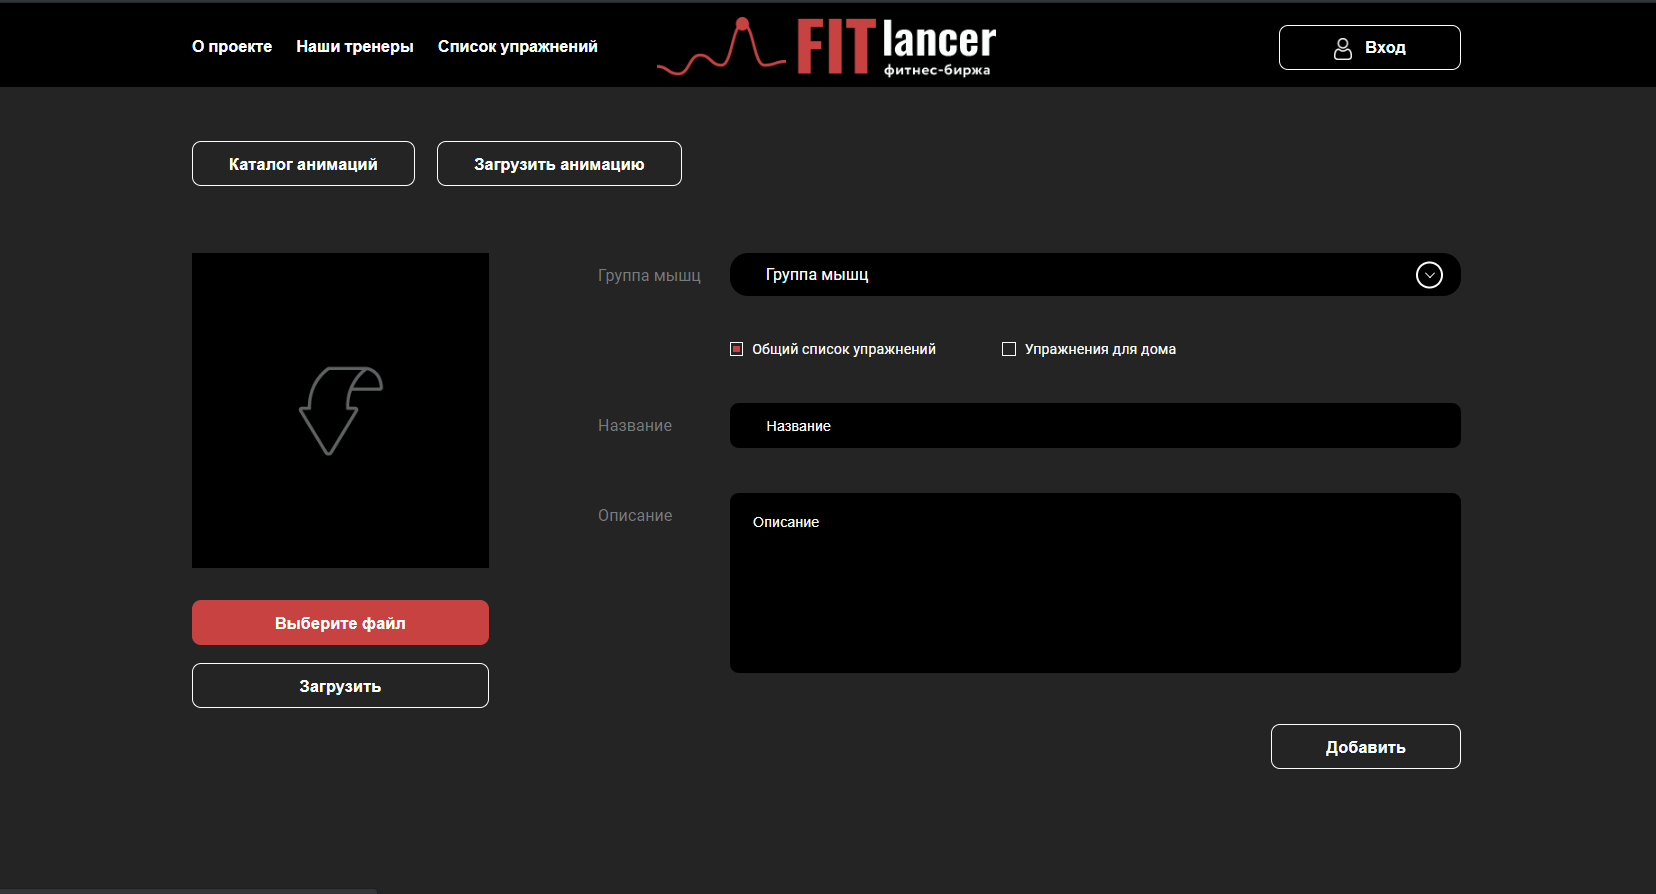 О проекте Наши тренеры Список упражнений
FIT lancer
фитнес-биржа
Вход
Каталог анимаций Загрузить анимацию
Группа мышц Группа мышц
Общий список упражнений Упражнения для дома
Название Название
Описание Описание
Выберите файл
Загрузить
Добавить